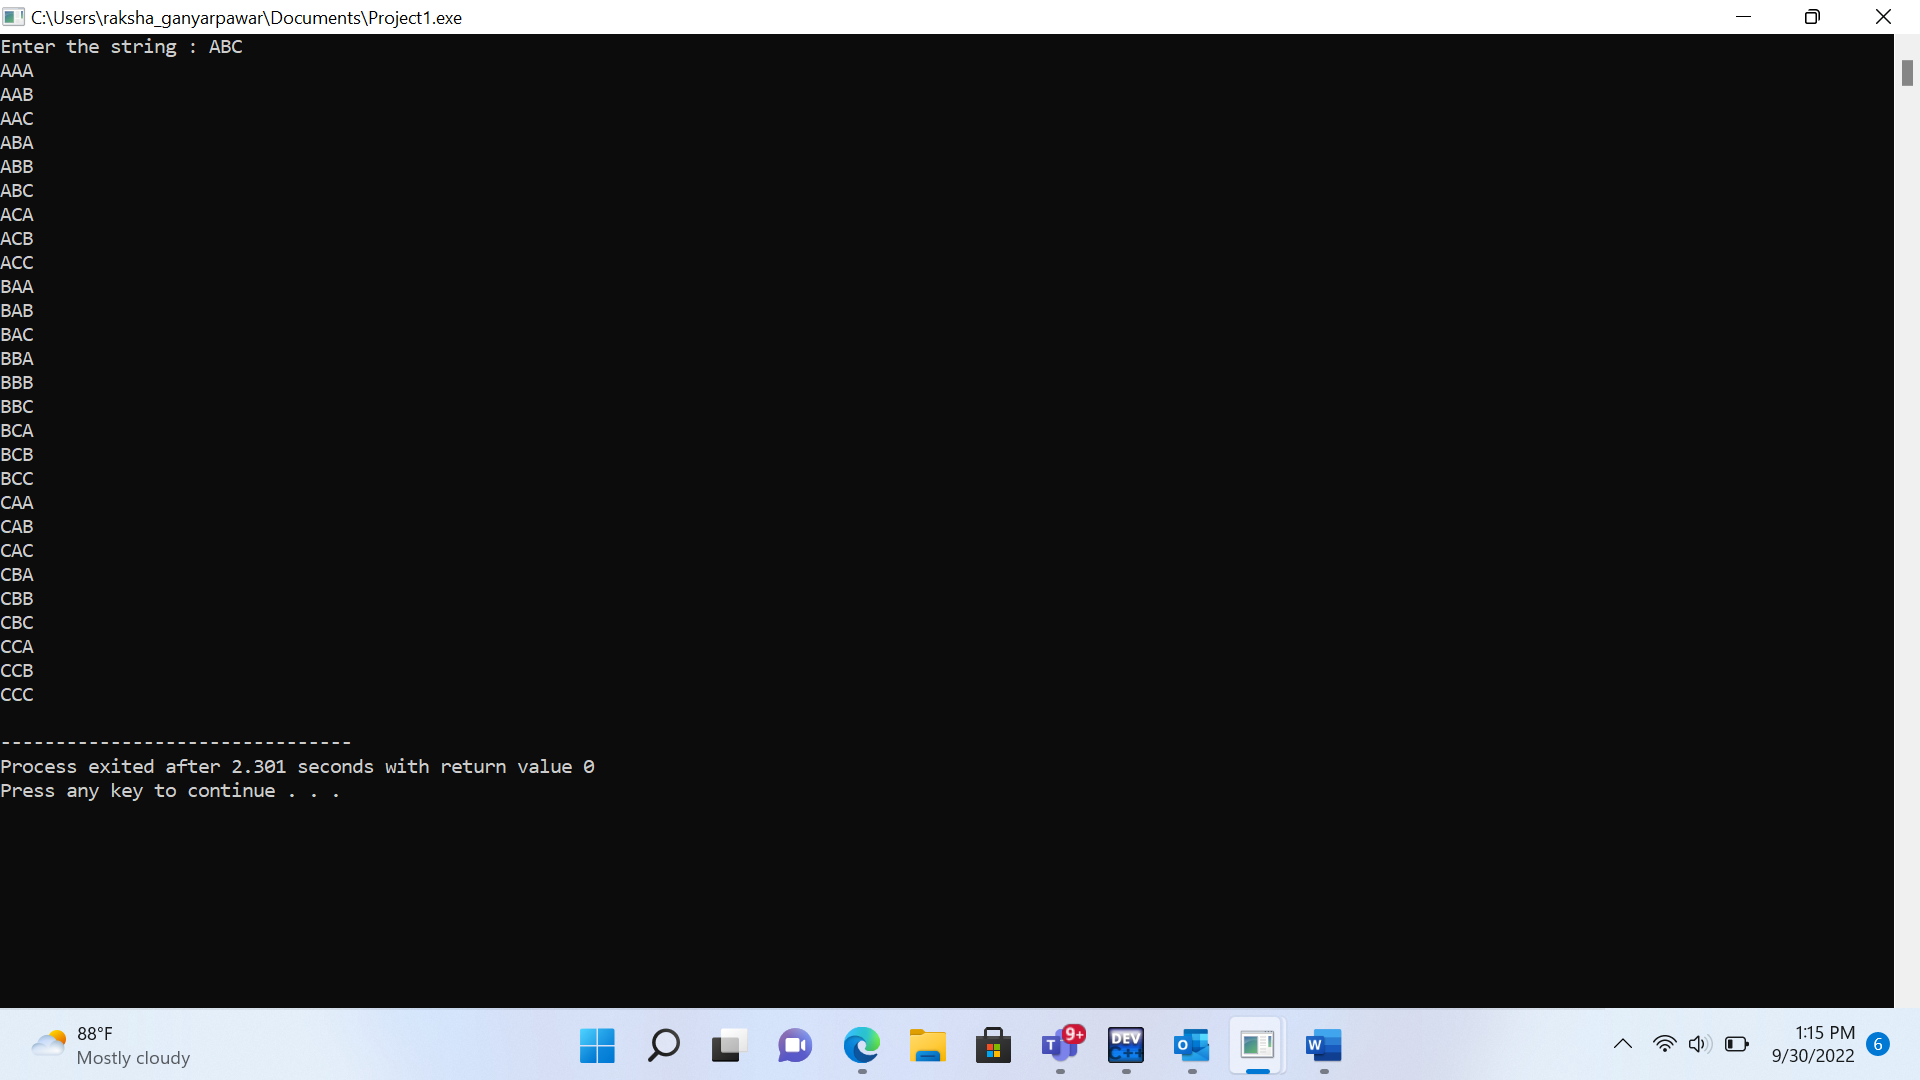 C:\Users\raksha_ganyarpawar\Documents\Project1.exe
Enter the string : ABC
AAA
AAB
AAC
ABA
ABB
ABC
ACA
ACB
ACC
BAA
BAB
BAC
BBA
BBB
BBC
BCA
BCB
BCC
CAA
CAB
CAC
CBA
CBB
CBC
CCA
CCB
CCC
--------------------------------
Process exited after 2.301 seconds with return value 0
Press any key to continue . . .
88°F
Mostly cloudy
T
9+
DEV
C++
O
W
1:15 PM
9/30/2022
6